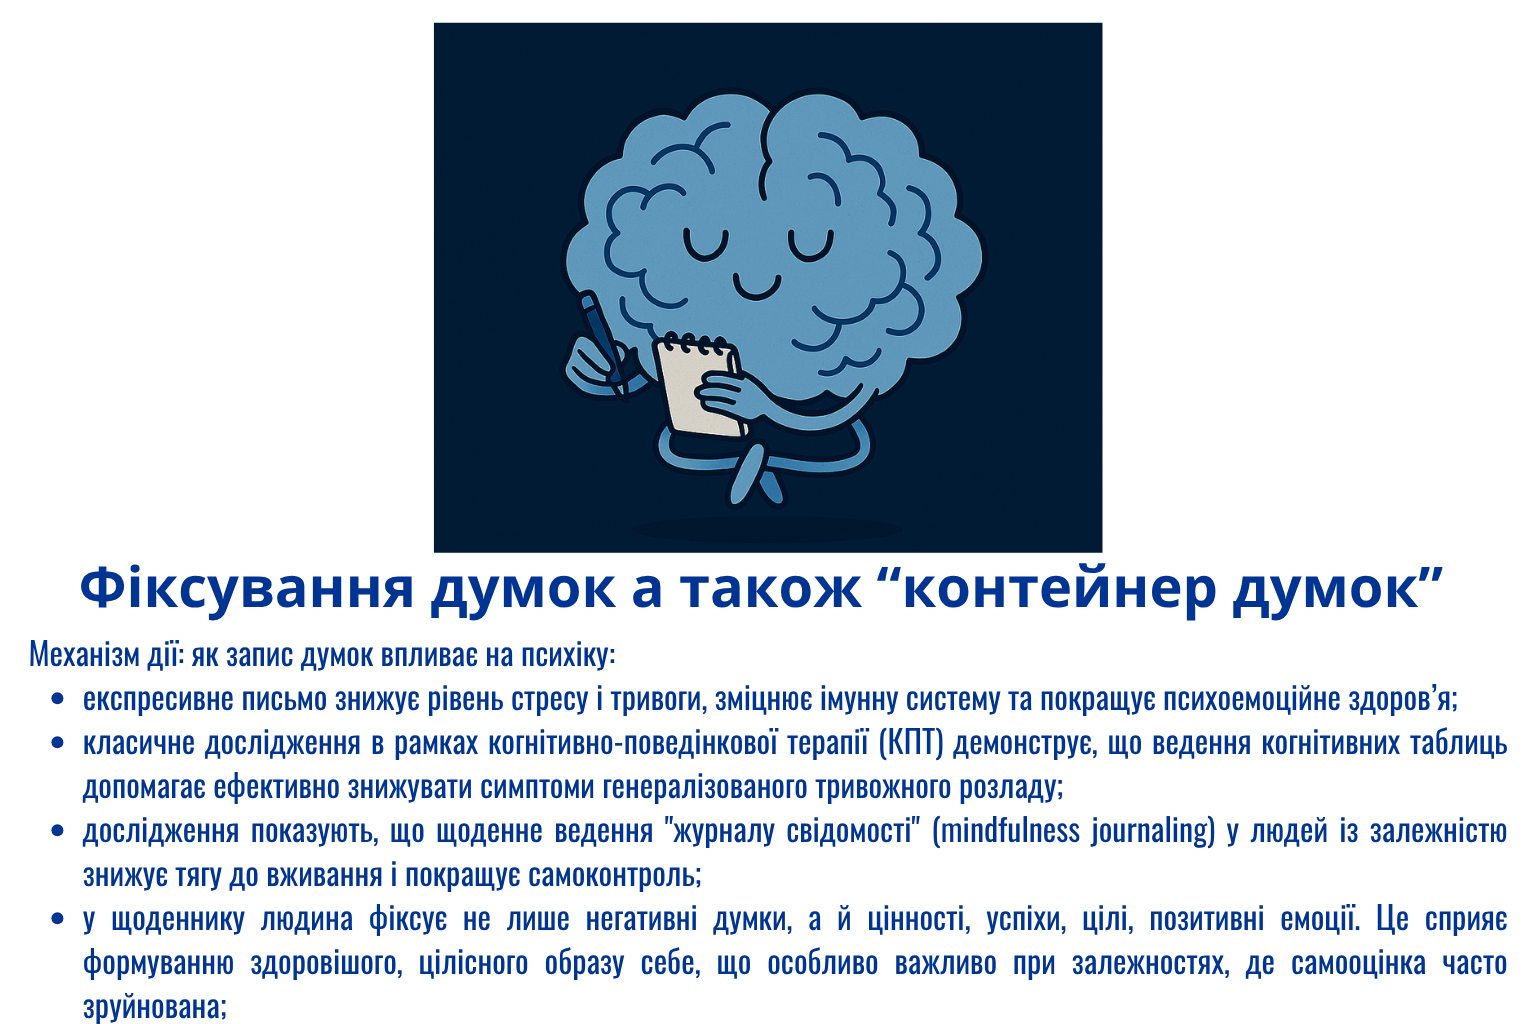 Фіксування думок а також “контейнер думок”
Механізм дії: як запис думок впливає на психіку:
• експресивне письмо знижує рівень стресу і тривоги, зміцнює імунну систему та покращує психоемоційне здоров’я;
• класичне дослідження в рамках когнітивно-поведінкової терапії (КПТ) демонструє, що ведення когнітивних таблиць
допомагає ефективно знижувати симптоми генералізованого тривожного розладу;
• дослідження показують, що щоденне ведення "журналу свідомості" (mindfulness journaling) у людей із залежністю
знижує тягу до вживання і покращує самоконтроль;
• у щоденнику людина фіксує не лише негативні думки, а й цінності, успіхи, цілі, позитивні емоції. Це сприяє
формуванню здоровішого, цілісного образу себе, що особливо важливо при залежностях, де самооцінка часто
зруйнована;